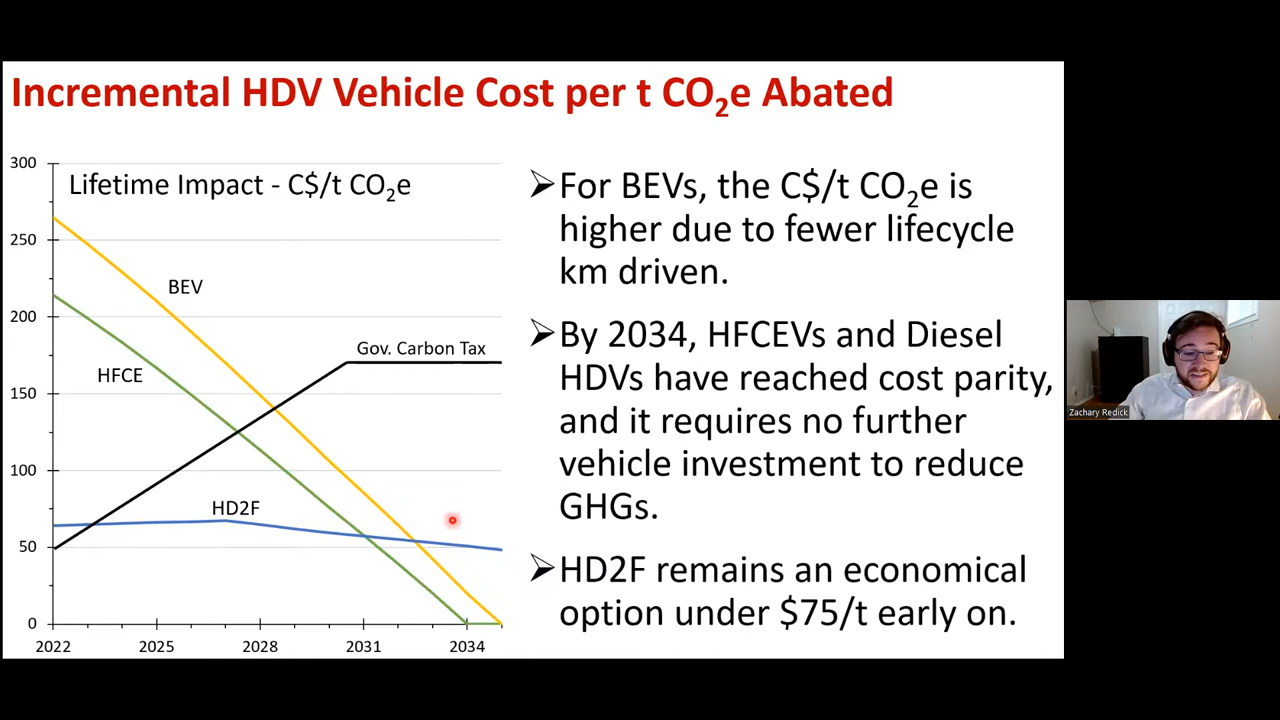 Incremental HDV Vehicle Cost per t CO₂e Abated
300
Lifetime Impact - C$/t CO₂e
250
BEV
200
Gov. Carbon Tax
HFCE
150
100
HD2F
50
0
2022 2025 2028 2031 2034
➢For BEVs, the C$/t CO₂e is
higher due to fewer lifecycle
km driven.
➢By 2034, HFCEVs and Diesel
HDVs have reached cost parity,
and it requires no further
vehicle investment to reduce
GHGs.
➢HD2F remains an economical
option under $75/t early on.
Zachary Redick